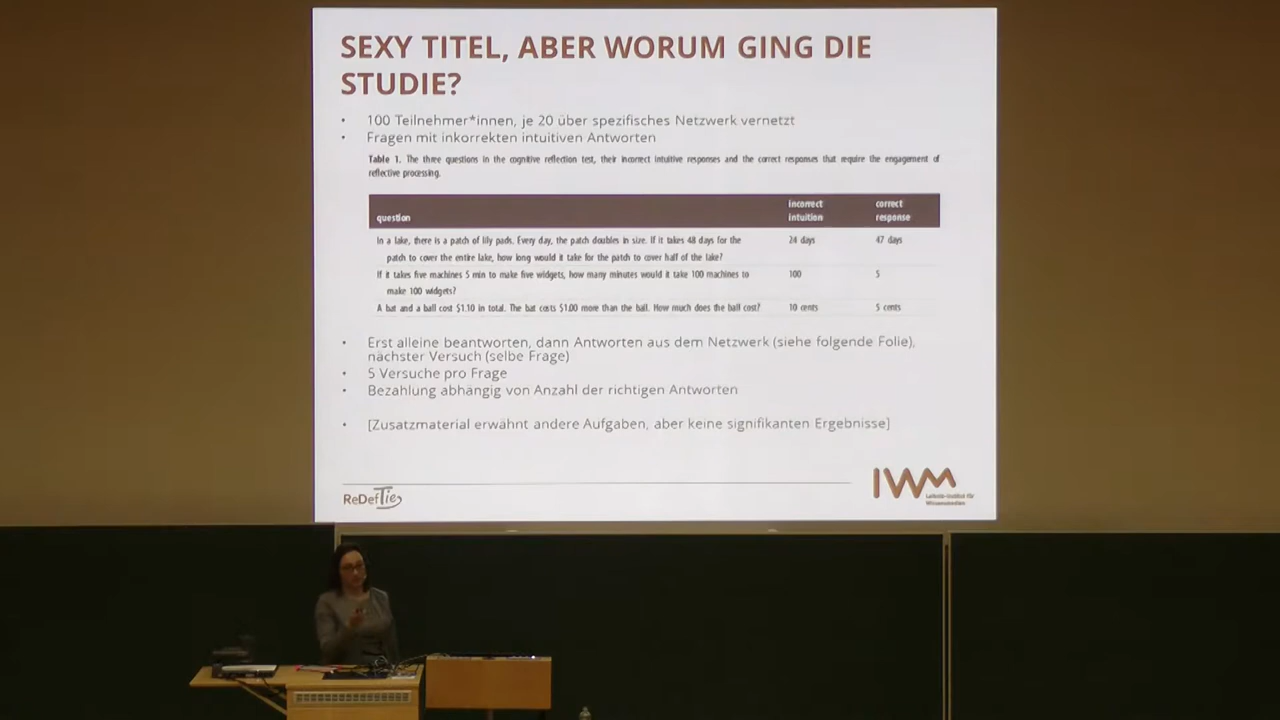 SEXY TITEL, ABER WORUM GING DIE
STUDIE?
• 100 Teilnehmer*innen, je 20 über spezifisches Netzwerk vernetzt
• Fragen mit inkorrekten intuitiven Antworten
Table 1. The three questions in the cognitive reflection test, their incorrect intuitive responses and the correct responses that require the engagement of
reflective processing.
question incorrect intuition correct response
In a lake, there is a patch of lily pads. Every day, the patch doubles in size. If it takes 48 days for the 24 days 47 days
patch to cover the entire lake, how long would it take for the patch to cover half of the lake?
If it takes five machines 5 min to make five widgets, how many minutes would it take 100 machines to 100 5
make 100 widgets?
A bat and a ball cost $1.10 in total. The bat costs $1.00 more than the ball. How much does the ball cost? 10 cents 5 cents
• Erst alleine beantworten, dann Antworten aus dem Netzwerk (siehe folgende Folie),
nächster Versuch (selbe Frage)
• 5 Versuche pro Frage
• Bezahlung abhängig von Anzahl der richtigen Antworten
• [Zusatzmaterial erwähnt andere Aufgaben, aber keine signifikanten Ergebnisse]
ReDefTies
IWM
Leibniz-Institut für
Wissensmedien